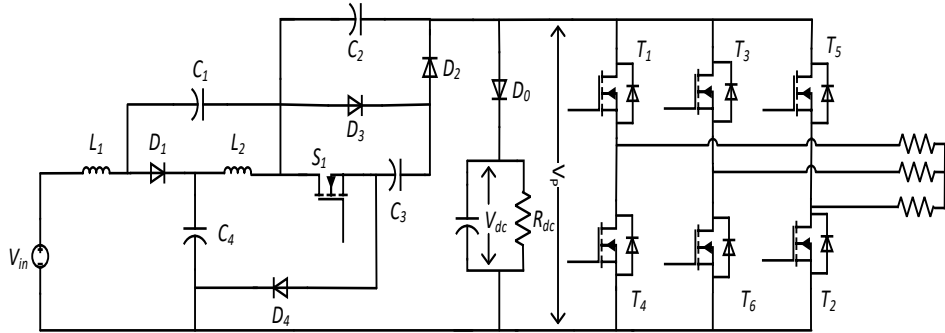 C2
T1
T3
T5
C1
D2
D0
D3
L1
D1
L2
S1
C3
Vdc
Rdc
VP
C4
Vin
D4
T4
T6
T2